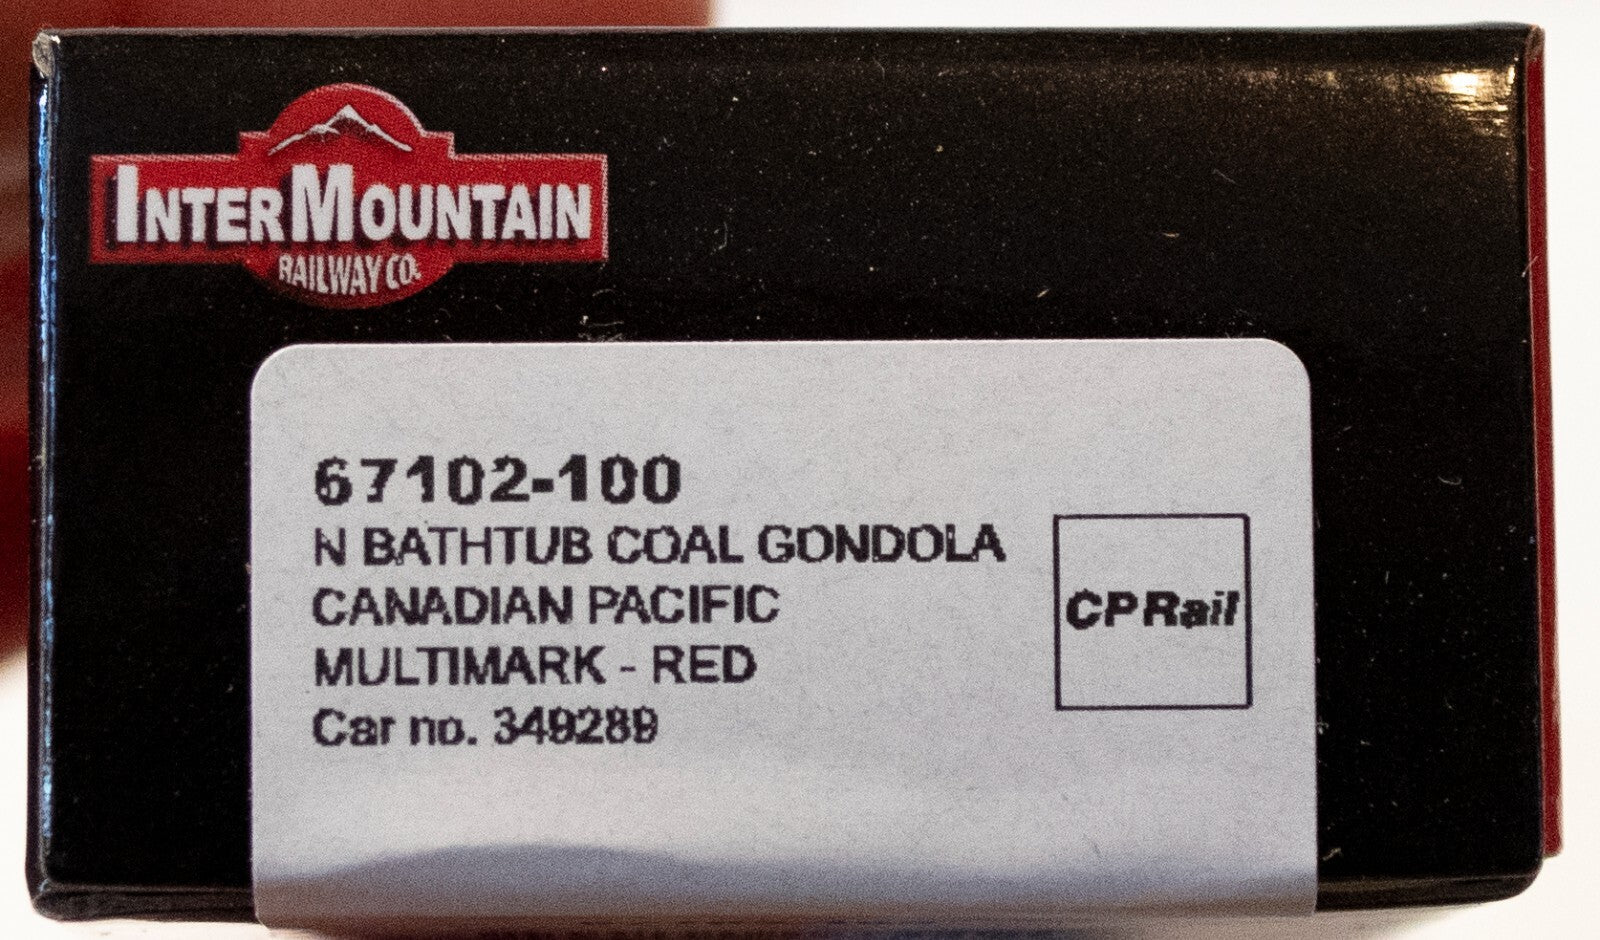 INTERMOUNTAIN
RAILWAY CO.
67102-100
N BATHTUB COAL GONDOLA
CANADIAN PACIFIC
MULTIMARK - RED
Car no. 349289
CP Rail